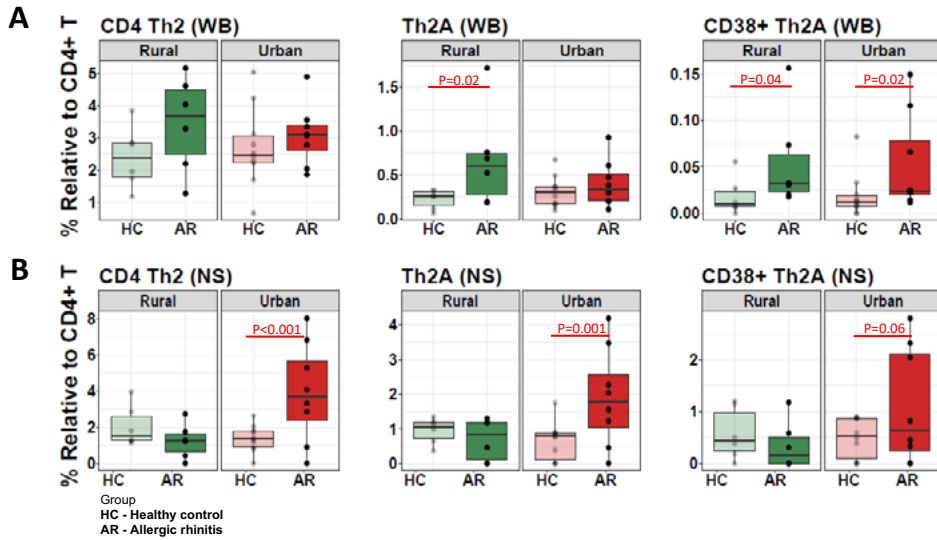 A
CD4 Th2 (WB)
Th2A (WB)
CD38+ Th2A (WB)
% Relative to CD4+ T
Rural Urban
Rural Urban
Rural Urban
5
4
3
2
1
1.5
1.0
0.5
0.0
0.15
0.10
0.05
0.00
P=0.02
P=0.04
P=0.02
HC AR HC AR
HC AR HC AR
HC AR HC AR
B
CD4 Th2 (NS)
Th2A (NS)
CD38+ Th2A (NS)
% Relative to CD4+ T
Rural Urban
Rural Urban
Rural Urban
8
6
4
2
0
4
3
2
1
0
2
1
0
P<0.001
P=0.001
P=0.06
HC AR HC AR
HC AR HC AR
HC AR HC AR
Group
HC - Healthy control
AR - Allergic rhinitis